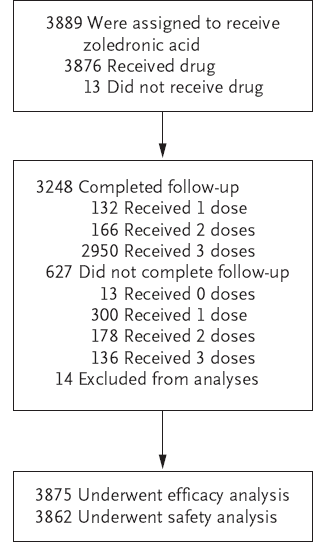 3889 Were assigned to receive
zoledronic acid
3876 Received drug
13 Did not receive drug
3248 Completed follow-up
132 Received 1 dose
166 Received 2 doses
2950 Received 3 doses
627 Did not complete follow-up
13 Received 0 doses
300 Received 1 dose
178 Received 2 doses
136 Received 3 doses
14 Excluded from analyses
3875 Underwent efficacy analysis
3862 Underwent safety analysis